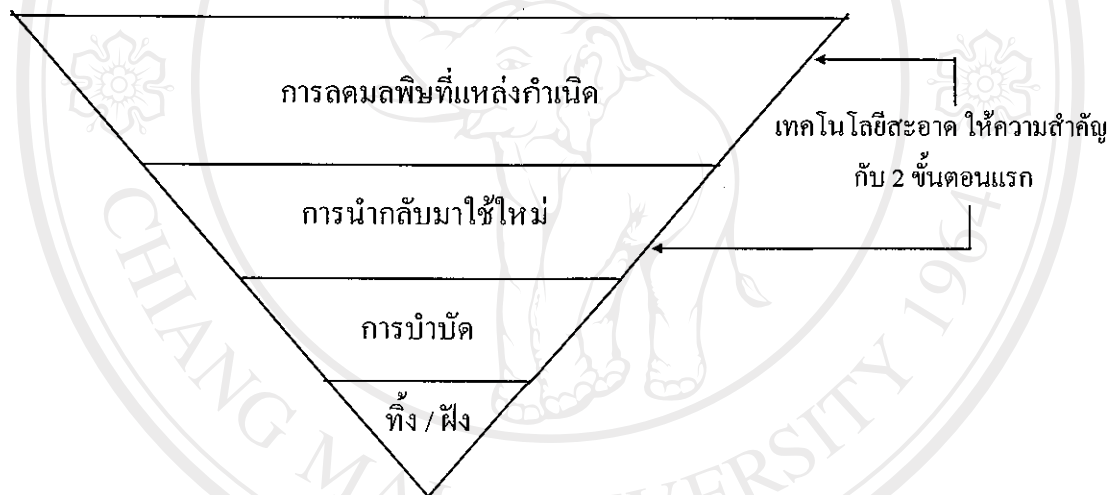 การลดมลพิษที่แหล่งกำเนิด
เทคโนโลยีสะอาด ให้ความสำคัญ
กับ 2 ขั้นตอนแรก
การนำกลับมาใช้ใหม่
การบำบัด
ทิ้ง / ฝัง
CHIANG MAI UNIVERSITY 1964